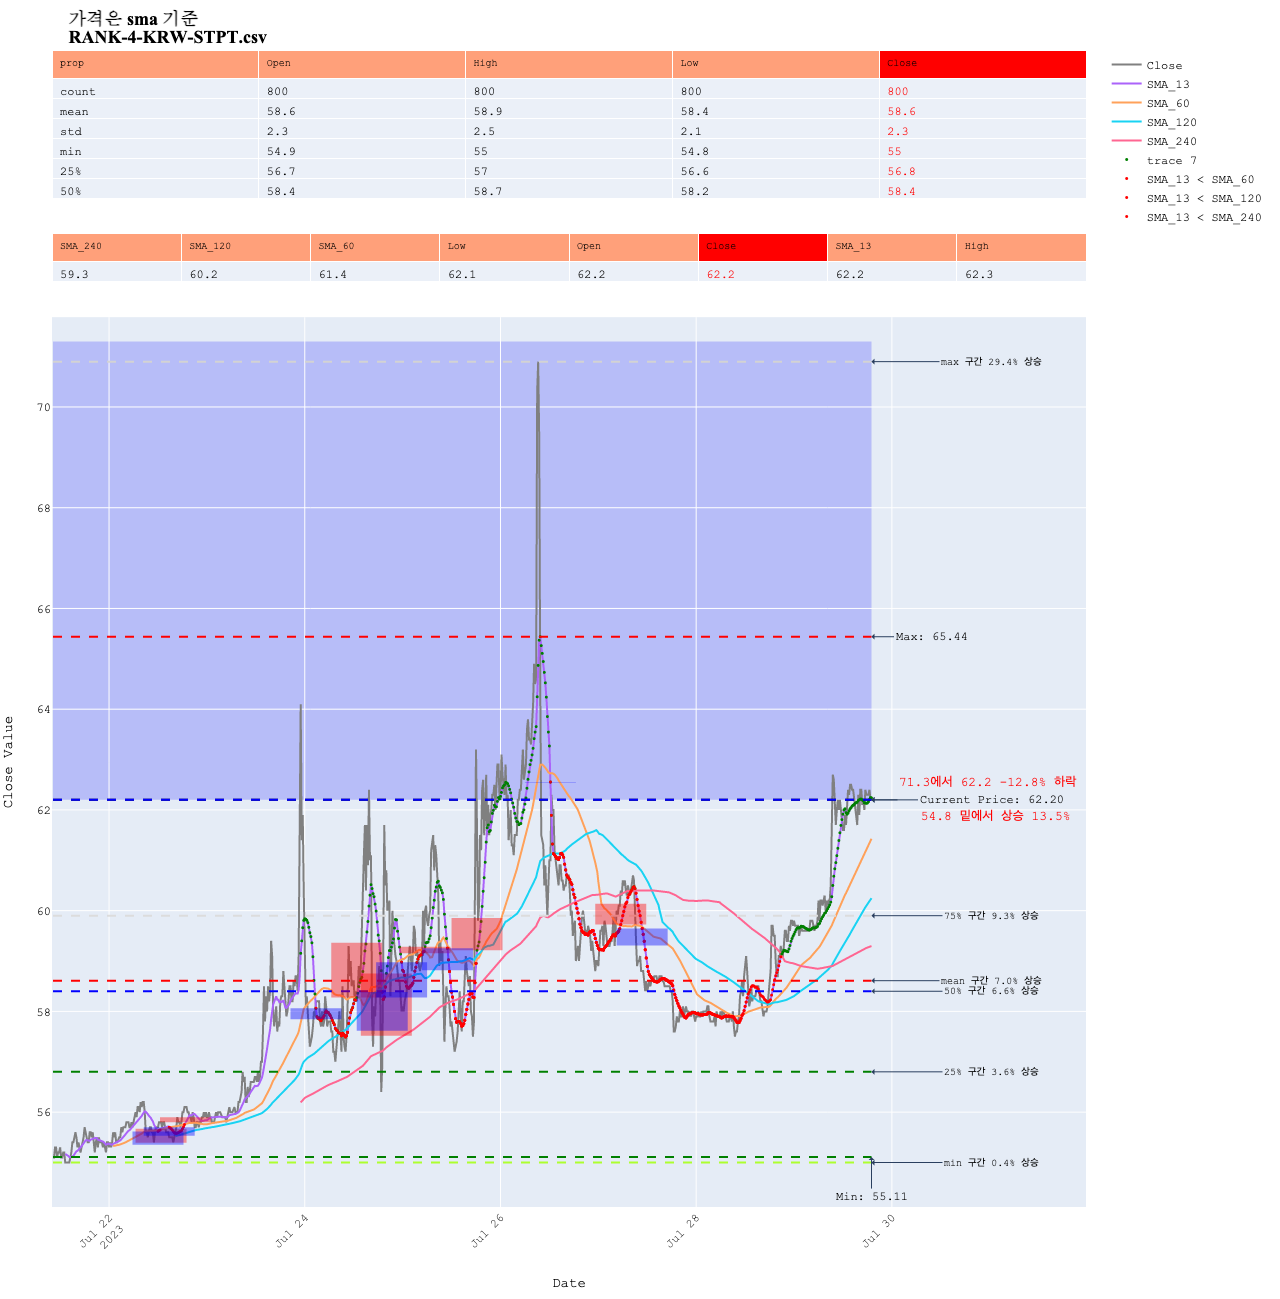 가격은 sma 기준
RANK-4-KRW-STPT.csv
prop Open High Low Close
count 800 800 800 800
mean 58.6 58.9 58.4 58.6
std 2.3 2.5 2.1 2.3
min 54.9 55 54.8 55
25% 56.7 57 56.6 56.8
50% 58.4 58.7 58.2 58.4
Close
SMA_13
SMA_60
SMA_120
SMA_240
trace 7
SMA_13 < SMA_60
SMA_13 < SMA_120
SMA_13 < SMA_240
SMA_240 SMA_120 SMA_60 Low Open Close SMA_13 High
59.3 60.2 61.4 62.1 62.2 62.2 62.2 62.3
max 구간 29.4% 상승
70
68
66
Max: 65.44
64
71.3에서 62.2 -12.8% 하락
Current Price: 62.20
62
54.8 밑에서 상승 13.5%
60
75% 구간 9.3% 상승
mean 구간 7.0% 상승
50% 구간 6.6% 상승
58
25% 구간 3.6% 상승
56
min 구간 0.4% 상승
Min: 55.11
Close Value
Jul 22
2023
Jul 24
Jul 26
Jul 28
Jul 30
Date